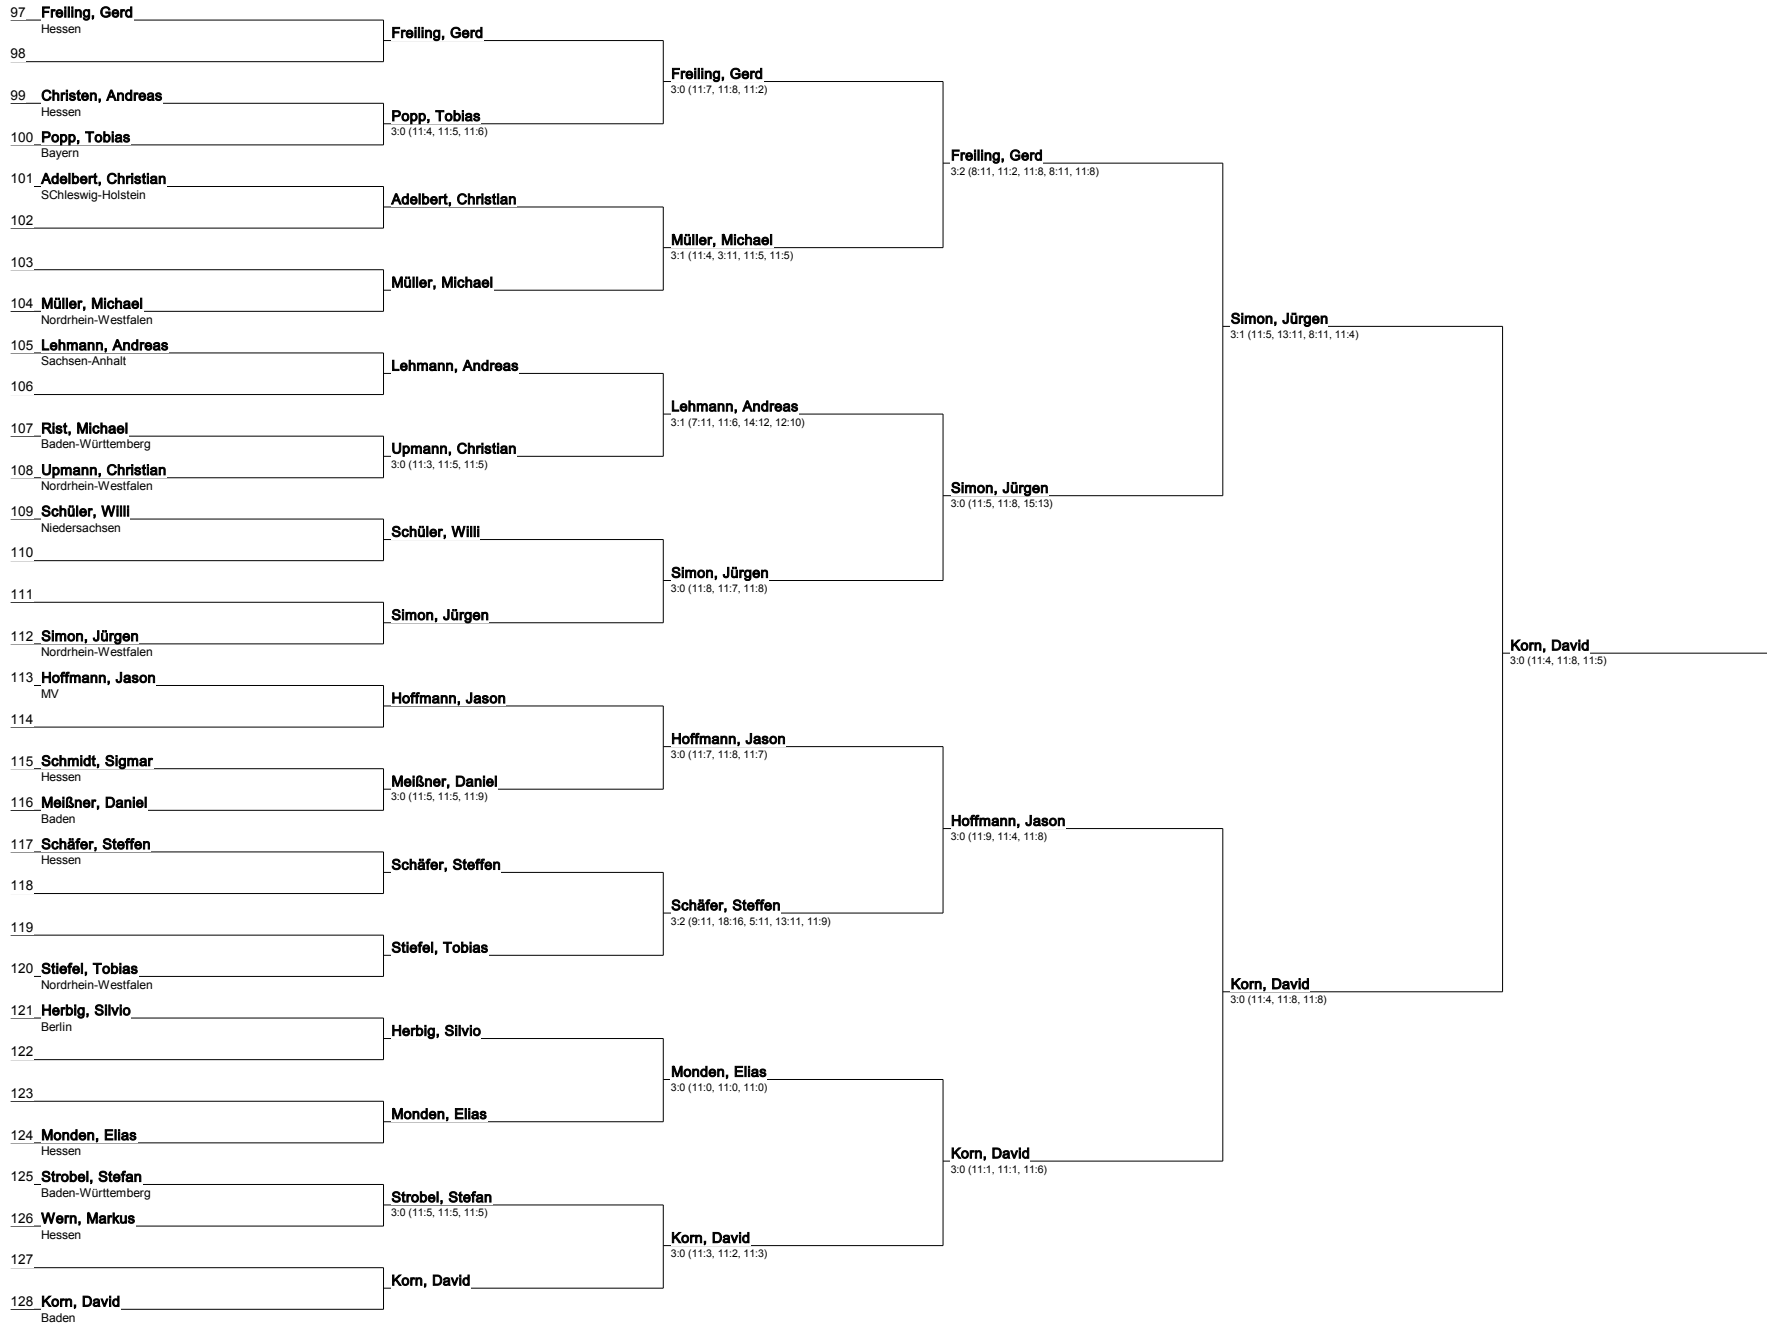 97 Freiling, Gerd
Hessen
Freiling, Gerd
98
Freiling, Gerd
3:0 (11:7, 11:8, 11:2)
99 Christen, Andreas
Hessen
Popp, Tobias
3:0 (11:4, 11:5, 11:6)
100 Popp, Tobias
Bayern
Freiling, Gerd
3:2 (8:11, 11:2, 11:8, 8:11, 11:8)
101 Adelbert, Christian
SChleswig-Holstein
Adelbert, Christian
102
Müller, Michael
3:1 (11:4, 3:11, 11:5, 11:5)
103
Müller, Michael
104 Müller, Michael
Nordrhein-Westfalen
Simon, Jürgen
3:1 (11:5, 13:11, 8:11, 11:4)
105 Lehmann, Andreas
Sachsen-Anhalt
Lehmann, Andreas
106
Lehmann, Andreas
3:1 (7:11, 11:6, 14:12, 12:10)
107 Rist, Michael
Baden-Württemberg
Upmann, Christian
3:0 (11:3, 11:5, 11:5)
108 Upmann, Christian
Nordrhein-Westfalen
Simon, Jürgen
3:0 (11:5, 11:8, 15:13)
109 Schüler, Willi
Niedersachsen
Schüler, Willi
110
Simon, Jürgen
3:0 (11:8, 11:7, 11:8)
111
Simon, Jürgen
112 Simon, Jürgen
Nordrhein-Westfalen
Korn, David
3:0 (11:4, 11:8, 11:5)
113 Hoffmann, Jason
MV
Hoffmann, Jason
114
Hoffmann, Jason
3:0 (11:7, 11:8, 11:7)
115 Schmidt, Sigmar
Hessen
Meißner, Daniel
3:0 (11:5, 11:5, 11:9)
116 Meißner, Daniel
Baden
Hoffmann, Jason
3:0 (11:9, 11:4, 11:8)
117 Schäfer, Steffen
Hessen
Schäfer, Steffen
118
Schäfer, Steffen
3:2 (9:11, 18:16, 5:11, 13:11, 11:9)
119
Stiefel, Tobias
120 Stiefel, Tobias
Nordrhein-Westfalen
Korn, David
3:0 (11:4, 11:8, 11:8)
121 Herbig, Silvio
Berlin
Herbig, Silvio
122
Monden, Elias
3:0 (11:0, 11:0, 11:0)
123
Monden, Elias
124 Monden, Elias
Hessen
Korn, David
3:0 (11:1, 11:1, 11:6)
125 Strobel, Stefan
Baden-Württemberg
Strobel, Stefan
3:0 (11:5, 11:5, 11:5)
126 Wern, Markus
Hessen
Korn, David
3:0 (11:3, 11:2, 11:3)
127
Korn, David
128 Korn, David
Baden